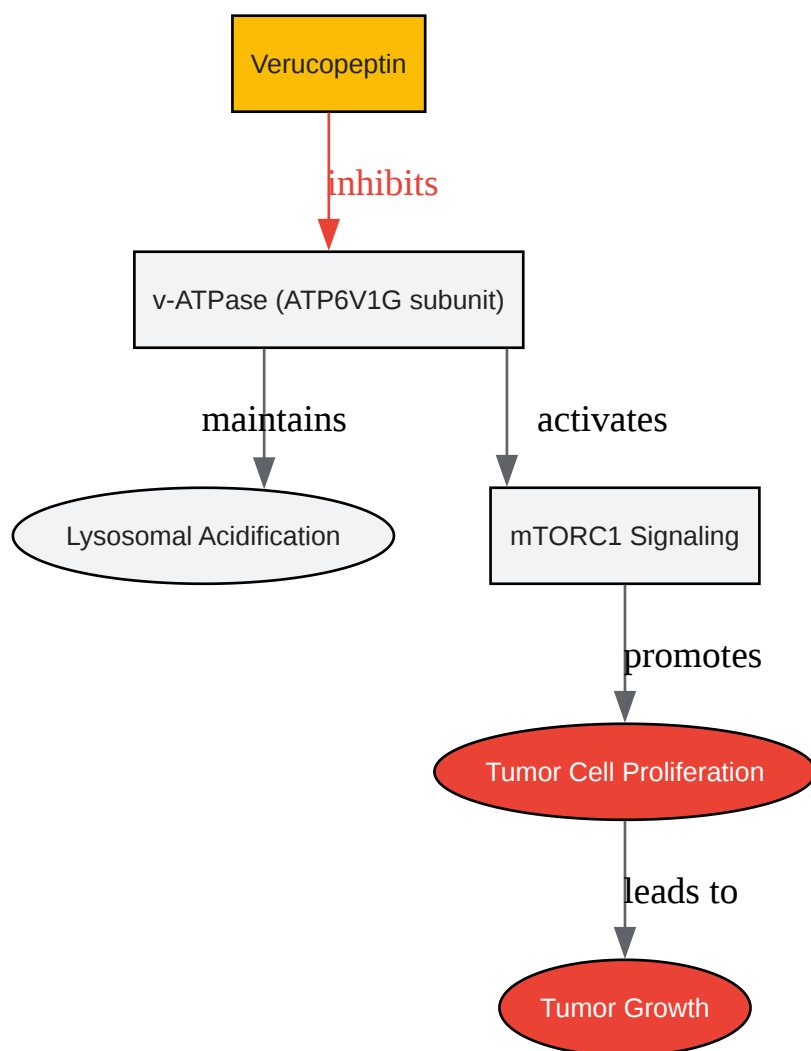 Verucopeptin
inhibits
v-ATPase (ATP6V1G subunit)
maintains
activates
Lysosomal Acidification
mTORC1 Signaling
promotes
Tumor Cell Proliferation
leads to
Tumor Growth